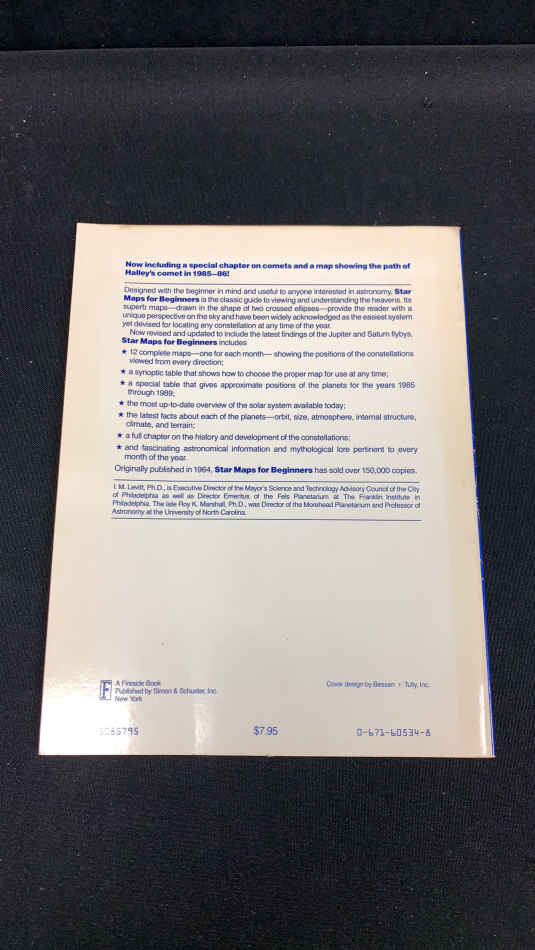 Now including a special chapter on comets and a map showing the path of
Halley's comet in 1985–86!
Designed with the beginner in mind and useful to anyone interested in astronomy, Star
Maps for Beginners is the classic guide to viewing and understanding the heavens. Its
superb maps—drawn in the shape of two crossed ellipses—provide the reader with a
unique perspective on the sky and have been widely acknowledged as the easiest system
yet devised for locating any constellation at any time of the year.
Now revised and updated to include the latest findings of the Jupiter and Saturn flybys,
Star Maps for Beginners includes
★ 12 complete maps—one for each month— showing the positions of the constellations
viewed from every direction;
★ a synoptic table that shows how to choose the proper map for use at any time;
★ a special table that gives approximate positions of the planets for the years 1985
through 1989;
★ the most up-to-date overview of the solar system available today;
★ the latest facts about each of the planets—orbit, size, atmosphere, internal structure,
climate, and terrain;
★ a full chapter on the history and development of the constellations;
★ and fascinating astronomical information and mythological lore pertinent to every
month of the year.
Originally published in 1964, Star Maps for Beginners has sold over 150,000 copies.
I. M. Levitt, Ph.D., is Executive Director of the Mayor's Science and Technology Advisory Council of the City
of Philadelphia as well as Director Emeritus of the Fels Planetarium at The Franklin Institute in
Philadelphia. The late Roy K. Marshall, Ph.D., was Director of the Morehead Planetarium and Professor of
Astronomy at the University of North Carolina.
F
A Fireside Book
Published by Simon & Schuster, Inc.
New York
Cover design by Bessen + Tully, Inc.
$7.95
0-671-60534-8